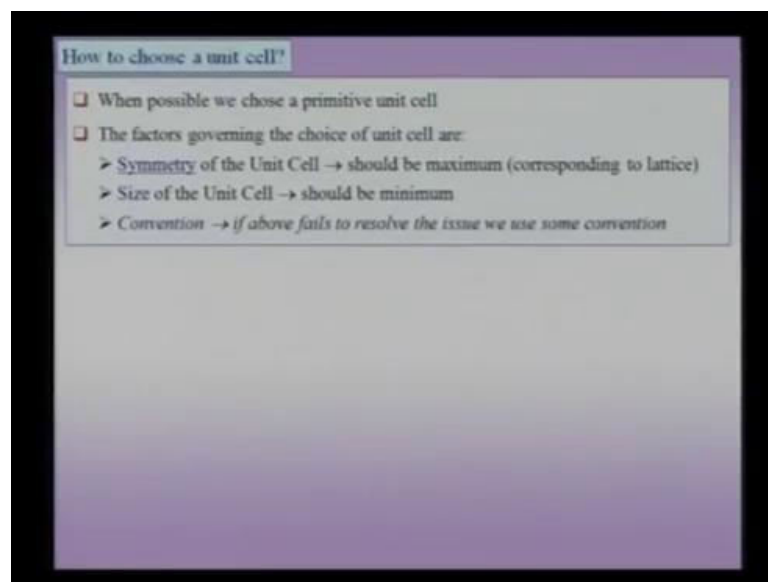 How to choose a unit cell?
When possible we chose a primitive unit cell
The factors governing the choice of unit cell are:
Symmetry of the Unit Cell → should be maximum (corresponding to lattice)
Size of the Unit Cell → should be minimum
Convention → if above fails to resolve the issue we use some convention